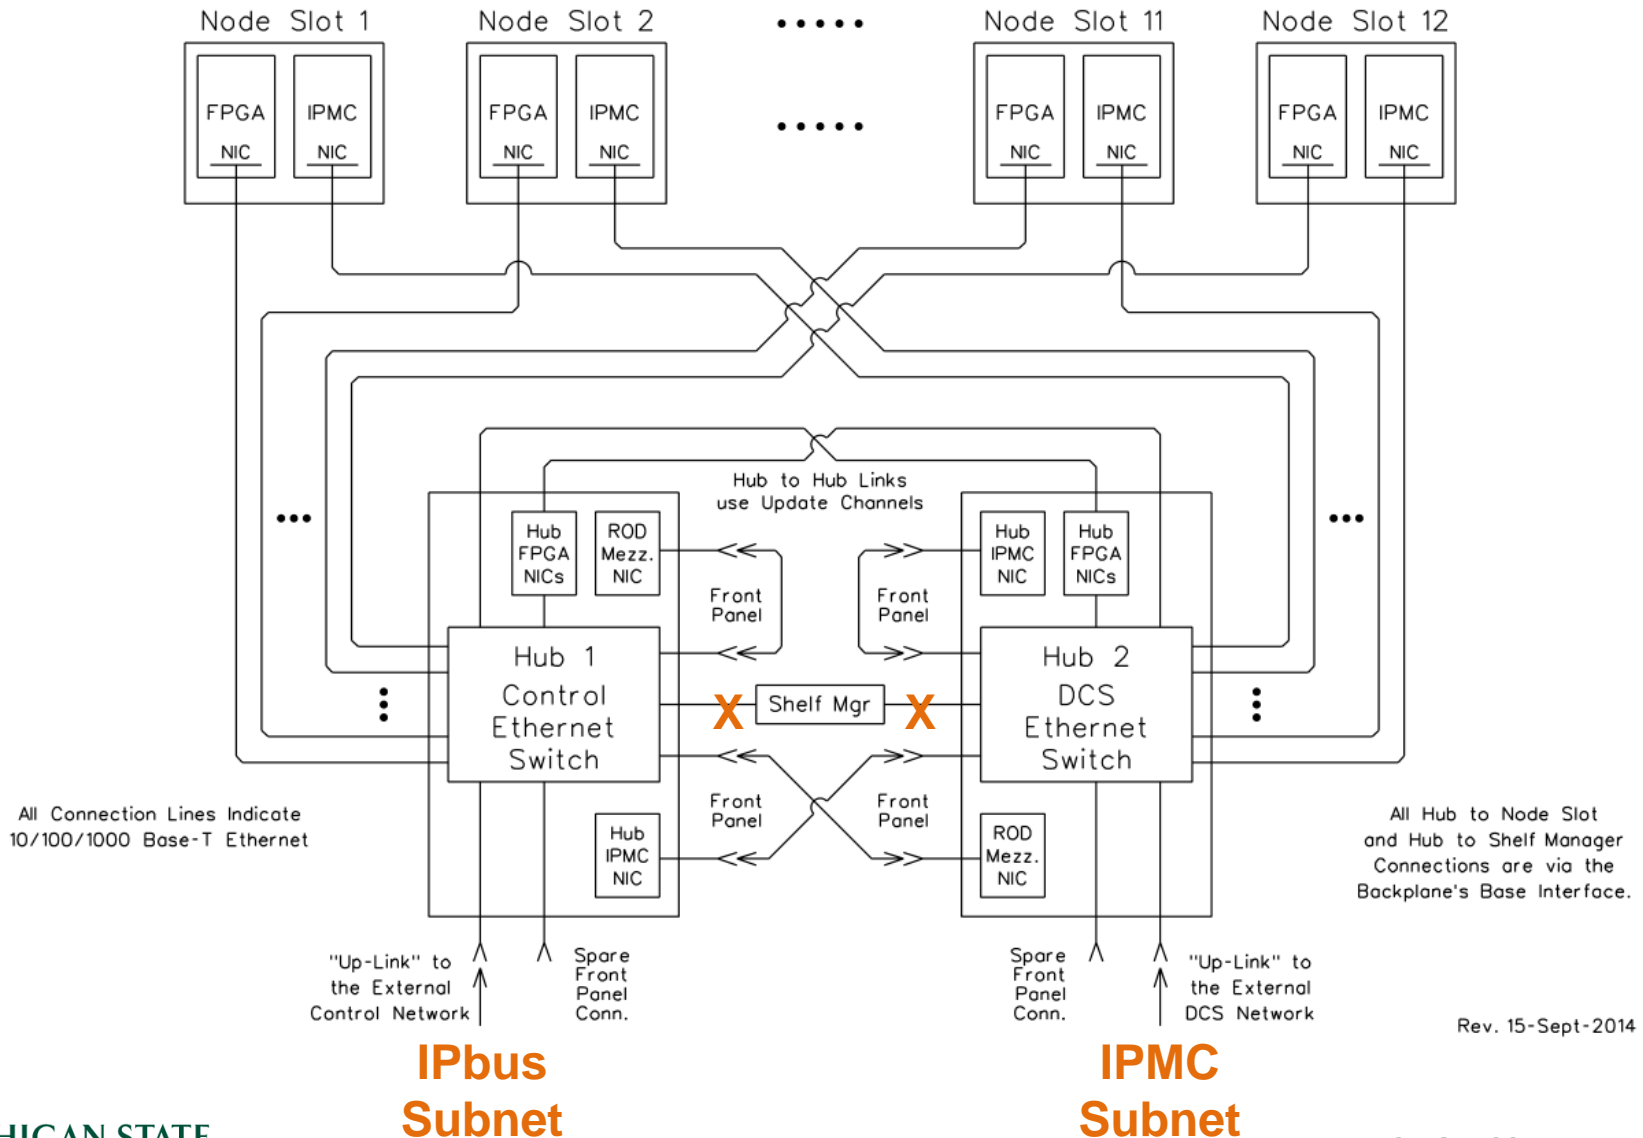 Node Slot 1
Node Slot 2
Node Slot 11
Node Slot 12
FPGA
NIC
IPMC
NIC
FPGA
NIC
IPMC
NIC
FPGA
NIC
IPMC
NIC
FPGA
NIC
IPMC
NIC
Hub to Hub Links
use Update Channels
Hub
FPGA
NICs
ROD
Mezz.
NIC
Hub
IPMC
NIC
Hub
FPGA
NICs
Front
Panel
Front
Panel
Hub 1
Control
Ethernet
Switch
X
Shelf Mgr
X
Hub 2
DCS
Ethernet
Switch
Front
Panel
Front
Panel
Hub
IPMC
NIC
ROD
Mezz.
NIC
All Connection Lines Indicate
10/100/1000 Base-T Ethernet
All Hub to Node Slot
and Hub to Shelf Manager
Connections are via the
Backplane's Base Interface.
"Up-Link" to
the External
Control Network
Spare
Front
Panel
Conn.
Spare
Front
Panel
Conn.
"Up-Link" to
the External
DCS Network
Rev. 15-Sept-2014
IPbus
Subnet
IPMC
Subnet